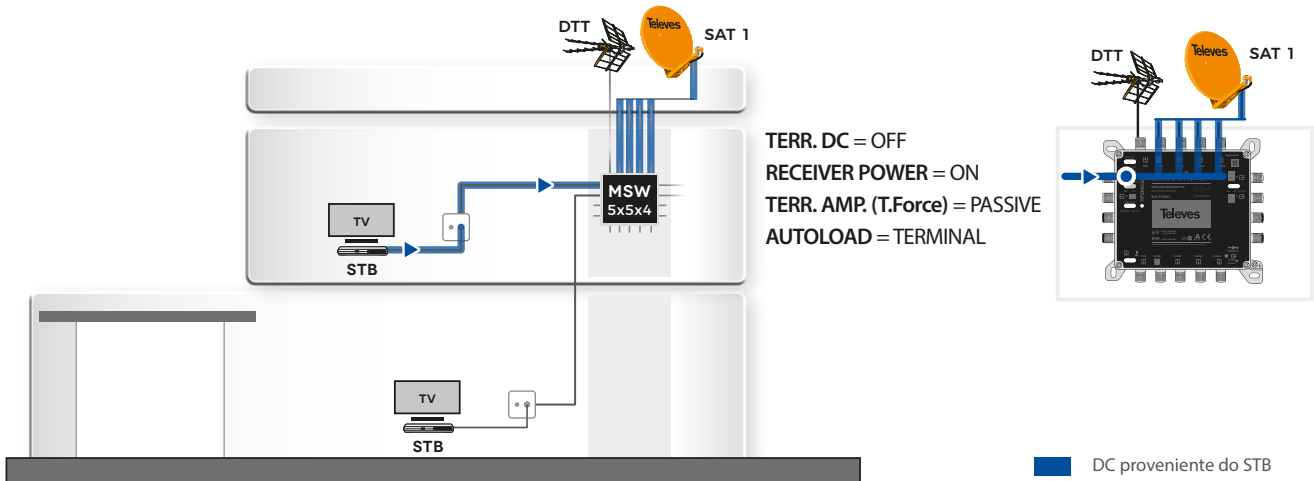 DTT
Televes
SAT 1
DTT
Televes
SAT 1
TERR. DC = OFF
RECEIVER POWER = ON
TERR. AMP. (T.Force) = PASSIVE
AUTOLOAD = TERMINAL
MSW
5x5x4
TV
STB
Televes
TV
STB
DC proveniente do STB